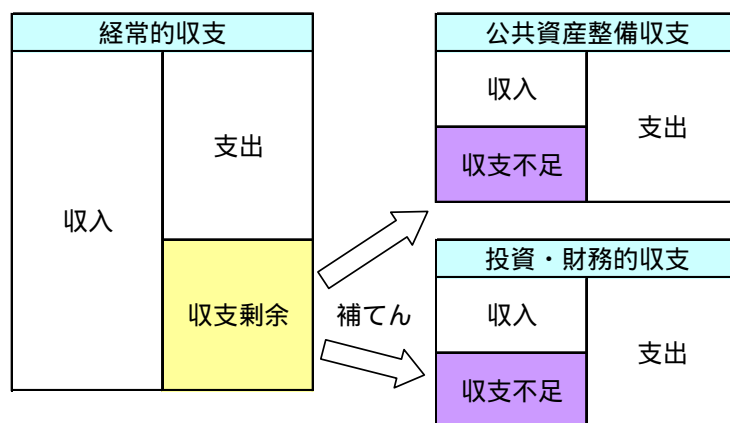 経常的収支
収入
支出
収支剰余
補てん
公共資産整備収支
収入
収支不足
支出
投資・財務的収支
収入
収支不足
支出